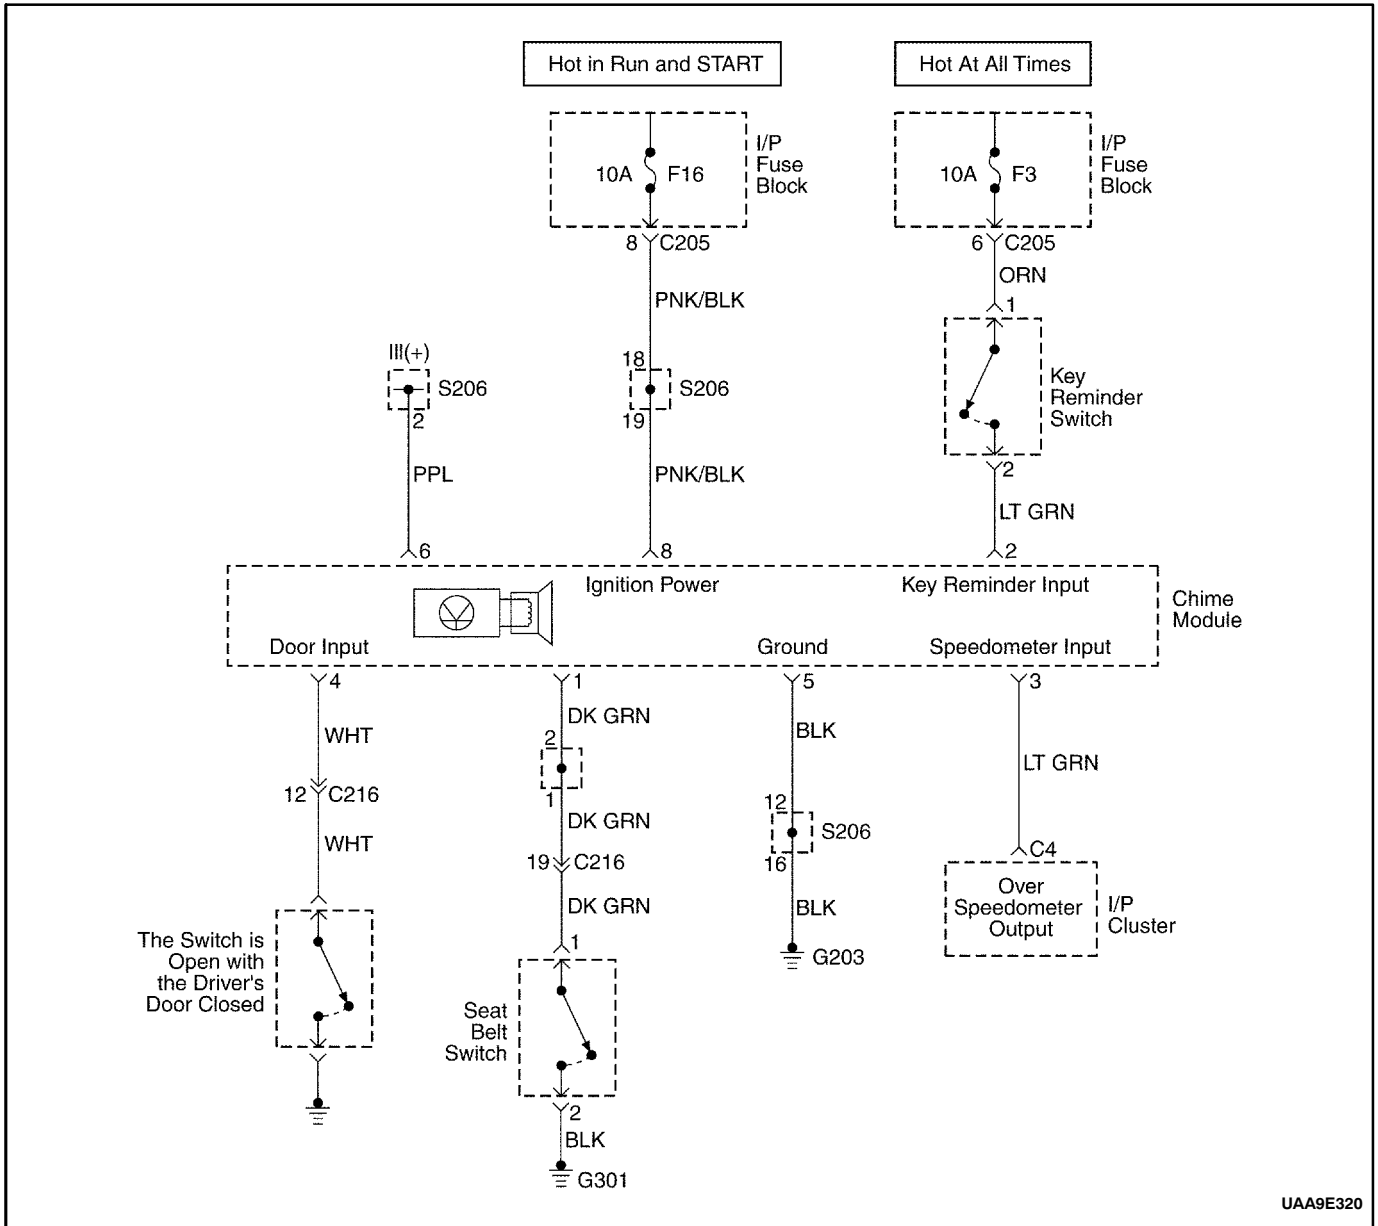 Hot in Run and START
Hot At All Times
10A
F16
I/P
Fuse
Block
10A
F3
I/P
Fuse
Block
8
C205
6
C205
ORN
PNK/BLK
1
III(+)
18
S206
S206
Key
Reminder
Switch
2
19
2
PPL
PNK/BLK
LT GRN
6
8
2
Ignition Power
Key Reminder Input
Chime
Module
Door Input
Ground
Speedometer Input
4
1
5
3
DK GRN
WHT
BLK
2
LT GRN
12
C216
1
12
DK GRN
S206
WHT
C4
19
C216
16
Over
Speedometer
Output
I/P
Cluster
DK GRN
BLK
The Switch is
Open with
the Driver's
Door Closed
1
G203
Seat
Belt
Switch
2
BLK
G301
UAA9E320